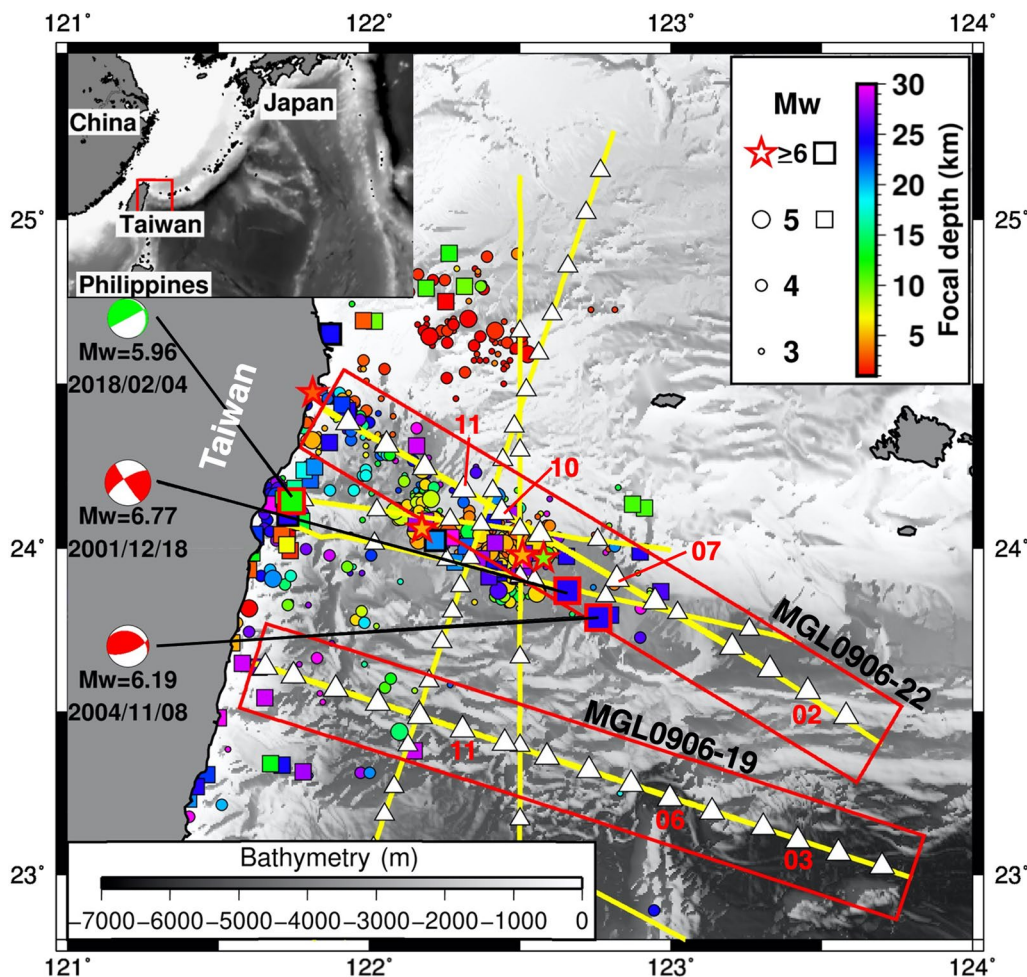 121° 122° 123° 124°
China
Japan
Taiwan
Philippines
Mw
≥6
5
4
3
30
25
20
15
10
5
Focal depth (km)
25°
25°
Mw=5.96
2018/02/04
Taiwan
11
10
07
24°
24°
Mw=6.77
2001/12/18
MGL0906-22
02
Mw=6.19
2004/11/08
MGL0906-19
11
06
03
23°
23°
Bathymetry (m)
−7000 −6000 −5000 −4000 −3000 −2000 −1000 0
121° 122° 123° 124°